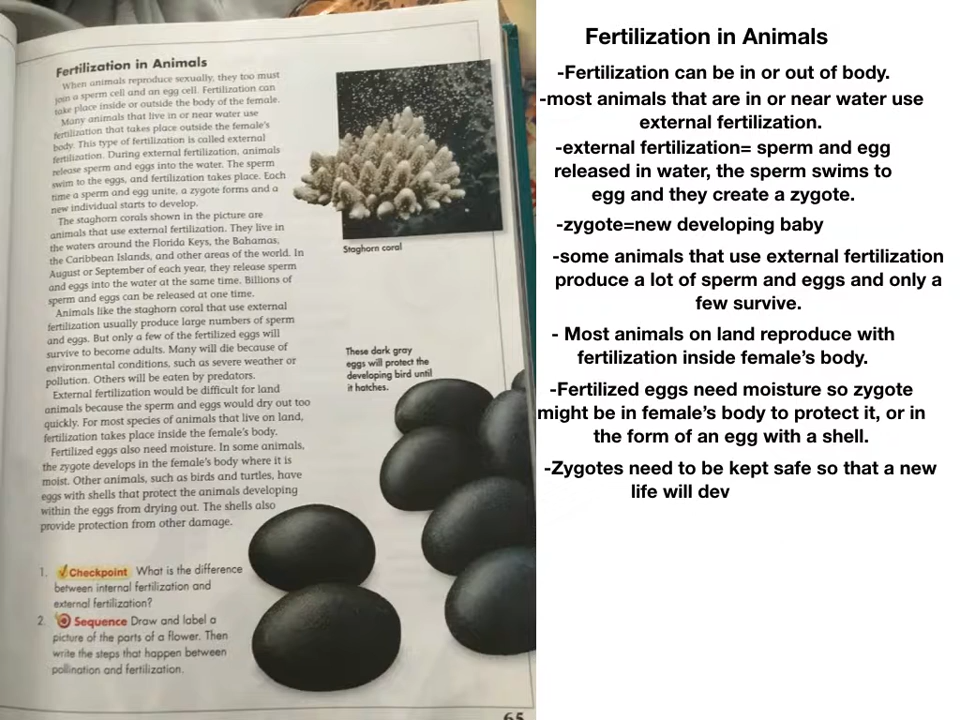 Fertilization in Animals
When animals reproduce sexually, they too must
join a sperm cell and an egg cell. Fertilization can
take place inside or outside the body of the female.
Many animals that live in or near water use
fertilization that takes place outside the female's
body. This type of fertilization is called external
fertilization. During external fertilization, animals
release sperm and eggs into the water. The sperm
swim to the eggs, and fertilization takes place. Each
time a sperm and egg unite, a zygote forms and a
new individual starts to develop.
The staghorn corals shown in the picture are
animals that use external fertilization. They live in
the waters around the Florida Keys, the Bahamas,
the Caribbean Islands, and other areas of the world. In
August or September of each year, they release sperm
and eggs into the water at the same time. Billions of
sperm and eggs can be released at one time.
Animals like the staghorn coral that use external
fertilization usually produce large numbers of sperm
and eggs. But only a few of the fertilized eggs will
survive to become adults. Many will die because of
environmental conditions, such as severe weather or
pollution. Others will be eaten by predators.
External fertilization would be difficult for land
animals because the sperm and eggs would dry out too
quickly. For most species of animals that live on land,
fertilization takes place inside the female's body.
Fertilized eggs also need moisture. In some animals,
the zygote develops in the female's body where it is
moist. Other animals, such as birds and turtles, have
eggs with shells that protect the animals developing
within the eggs from drying out. The shells also
provide protection from other damage.
1. Checkpoint What is the difference
between internal fertilization and
external fertilization?
2. Sequence Draw and label a
picture of the parts of a flower. Then
write the steps that happen between
pollination and fertilization.
Staghorn coral
These dark gray
eggs will protect the
developing bird until
it hatches.
65
Fertilization in Animals
-Fertilization can be in or out of body.
-most animals that are in or near water use
external fertilization.
-external fertilization= sperm and egg
released in water, the sperm swims to
egg and they create a zygote.
-zygote=new developing baby
-some animals that use external fertilization
produce a lot of sperm and eggs and only a
few survive.
- Most animals on land reproduce with
fertilization inside female's body.
-Fertilized eggs need moisture so zygote
might be in female's body to protect it, or in
the form of an egg with a shell.
-Zygotes need to be kept safe so that a new
life will dev